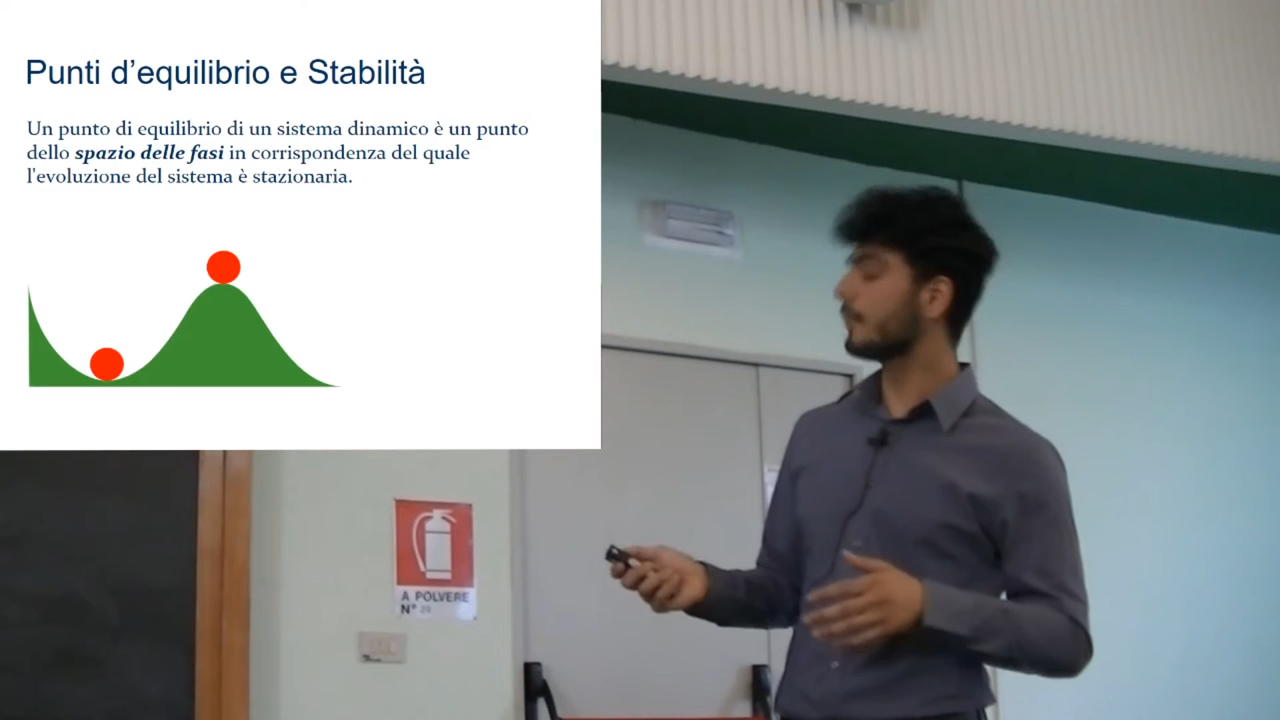 Punti d'equilibrio e Stabilità
Un punto di equilibrio di un sistema dinamico è un punto
dello spazio delle fasi in corrispondenza del quale
l'evoluzione del sistema è stazionaria.
A POLVERE
N° 20